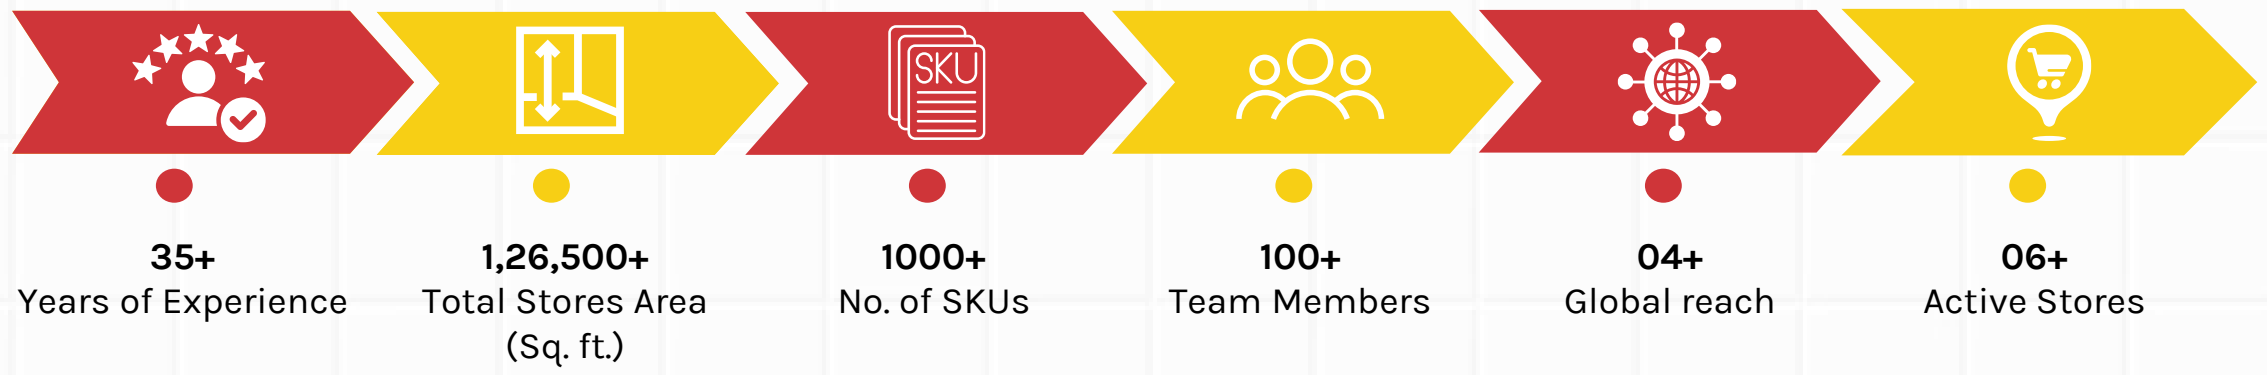 SKU
35+
Years of Experience
1,26,500+
Total Stores Area
(Sq. ft.)
1000+
No. of SKUs
100+
Team Members
04+
Global reach
06+
Active Stores